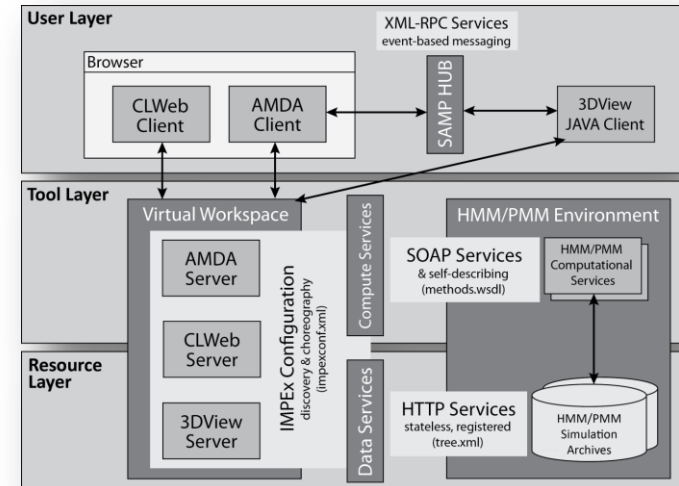 User Layer
XML-RPC Services
event-based messaging
Browser
CLWeb
Client
AMDA
Client
SAMP HUB
3DView
JAVA Client
Tool Layer
Virtual Workspace
AMDA
Server
CLWeb
Server
3DView
Server
IMPEx Configuration
discovery & choreography
(impexconf.xml)
Compute Services
HMM/PMM Environment
SOAP Services
& self-describing
(methods.wsdl)
HMM/PMM
Computational
Services
Resource
Layer
Data Services
HTTP Services
stateless, registered
(tree.xml)
HMM/PMM
Simulation
Archives